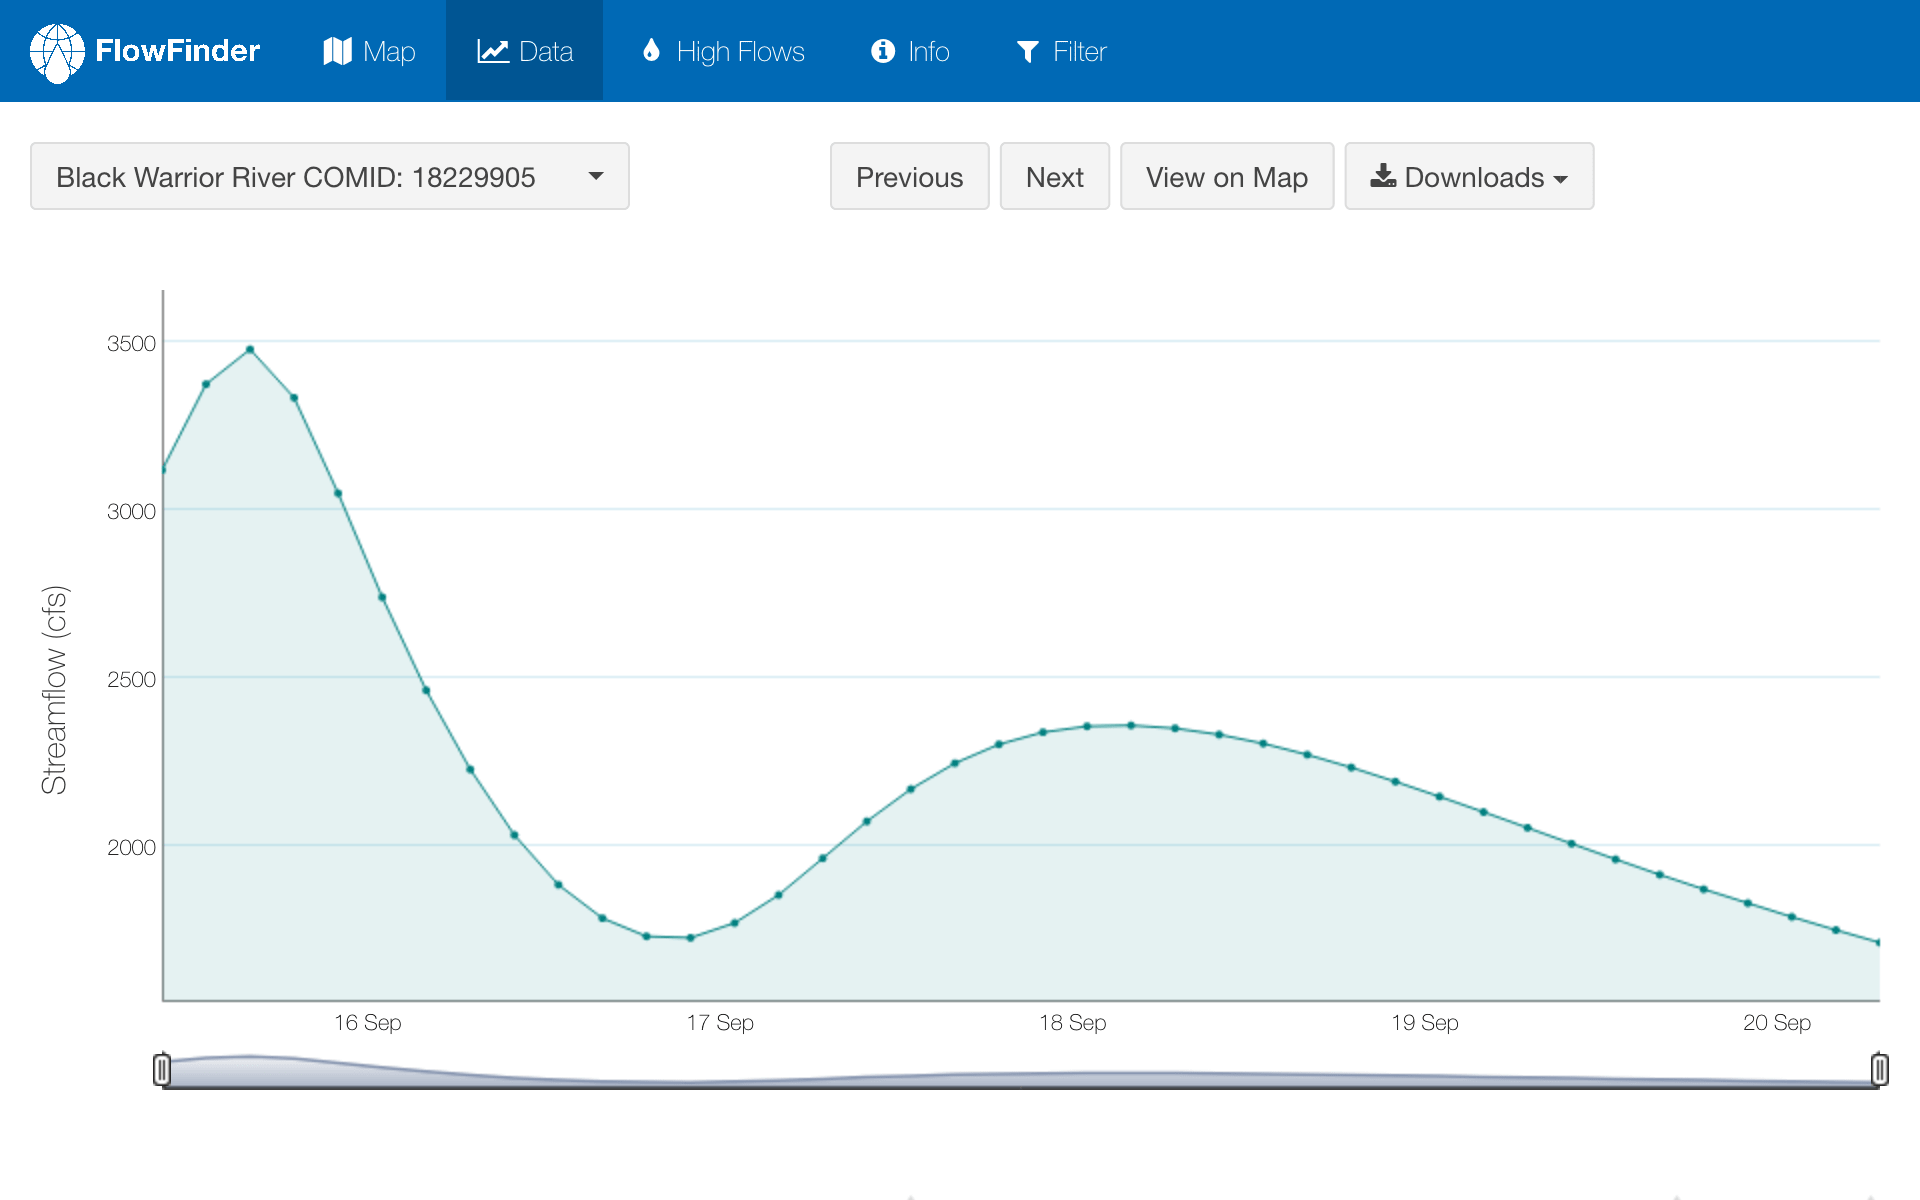 FlowFinder Map Data High Flows Info Filter
Black Warrior River COMID: 18229905 Previous Next View on Map Downloads
3500
3000
2500
2000
Streamflow (cfs)
16 Sep 17 Sep 18 Sep 19 Sep 20 Sep